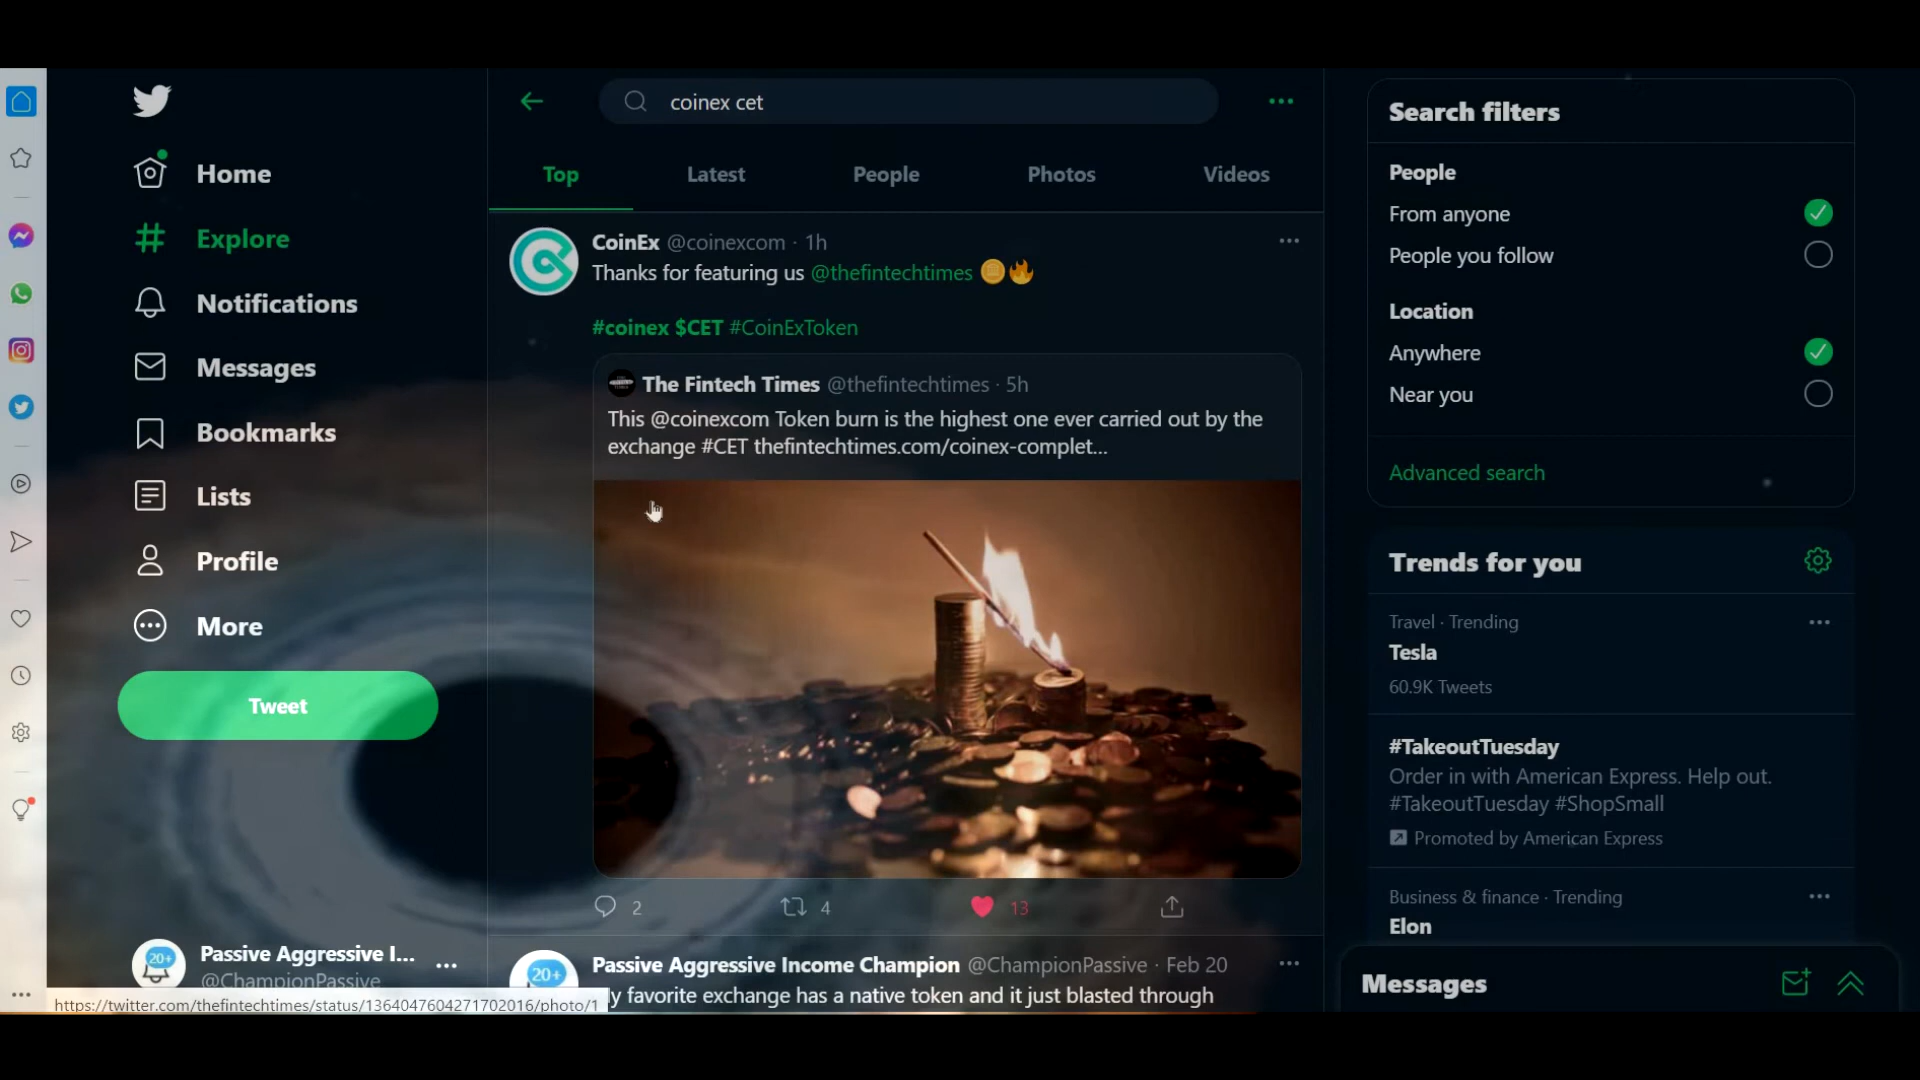 coinex cet
Top
Latest
People
Photos
Videos
Home
Explore
Notifications
Messages
Bookmarks
Lists
Profile
More
Tweet
20+
Passive Aggressive I...
@ChampionPassive
https://twitter.com/thefintechtimes/status/1364047604271702016/photo/1
CoinEx @coinexcom · 1h
Thanks for featuring us @thefintechtimes
#coinex $CET #CoinExToken
The Fintech Times @thefintechtimes · 5h
This @coinexcom Token burn is the highest one ever carried out by the
exchange #CET thefintechtimes.com/coinex-complet...
2
4
13
20+
Passive Aggressive Income Champion @ChampionPassive · Feb 20
y favorite exchange has a native token and it just blasted through
Search filters
People
From anyone
People you follow
Location
Anywhere
Near you
Advanced search
Trends for you
Travel · Trending
Tesla
60.9K Tweets
#TakeoutTuesday
Order in with American Express. Help out.
#TakeoutTuesday #ShopSmall
Promoted by American Express
Business & finance · Trending
Elon
Messages